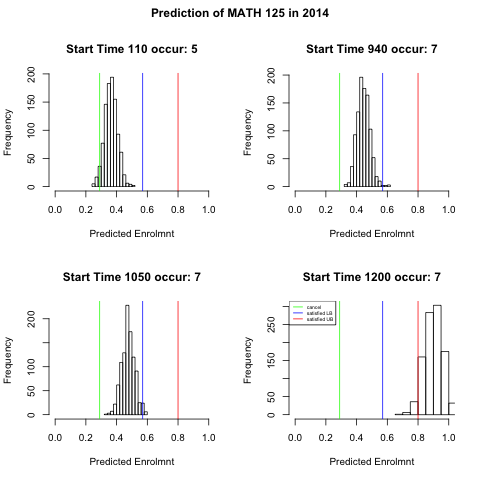 Prediction of MATH 125 in 2014
Start Time 110 occur: 5
Frequency
200
150
100
50
0
0.0 0.2 0.4 0.6 0.8 1.0
Predicted Enrolmnt
Start Time 940 occur: 7
Frequency
200
150
100
50
0
0.0 0.2 0.4 0.6 0.8 1.0
Predicted Enrolmnt
Start Time 1050 occur: 7
Frequency
200
100
50
0
0.0 0.2 0.4 0.6 0.8 1.0
Predicted Enrolmnt
Start Time 1200 occur: 7
cancel
satisfied LB
satisfied UB
Frequency
300
150
50
0
0.0 0.2 0.4 0.6 0.8 1.0
Predicted Enrolmnt